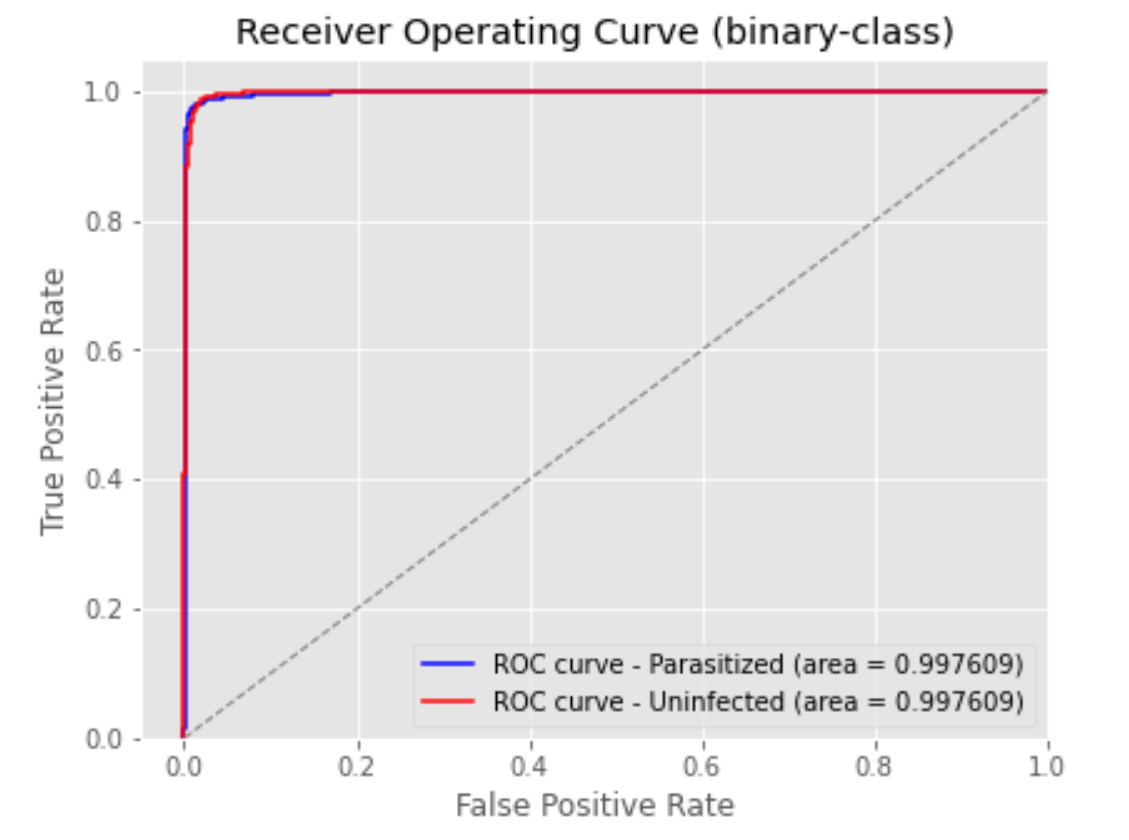 Receiver Operating Curve (binary-class)
1.0
0.8
0.6
0.4
0.2
0.0
True Positive Rate
ROC curve - Parasitized (area = 0.997609)
ROC curve - Uninfected (area = 0.997609)
0.0 0.2 0.4 0.6 0.8 1.0
False Positive Rate